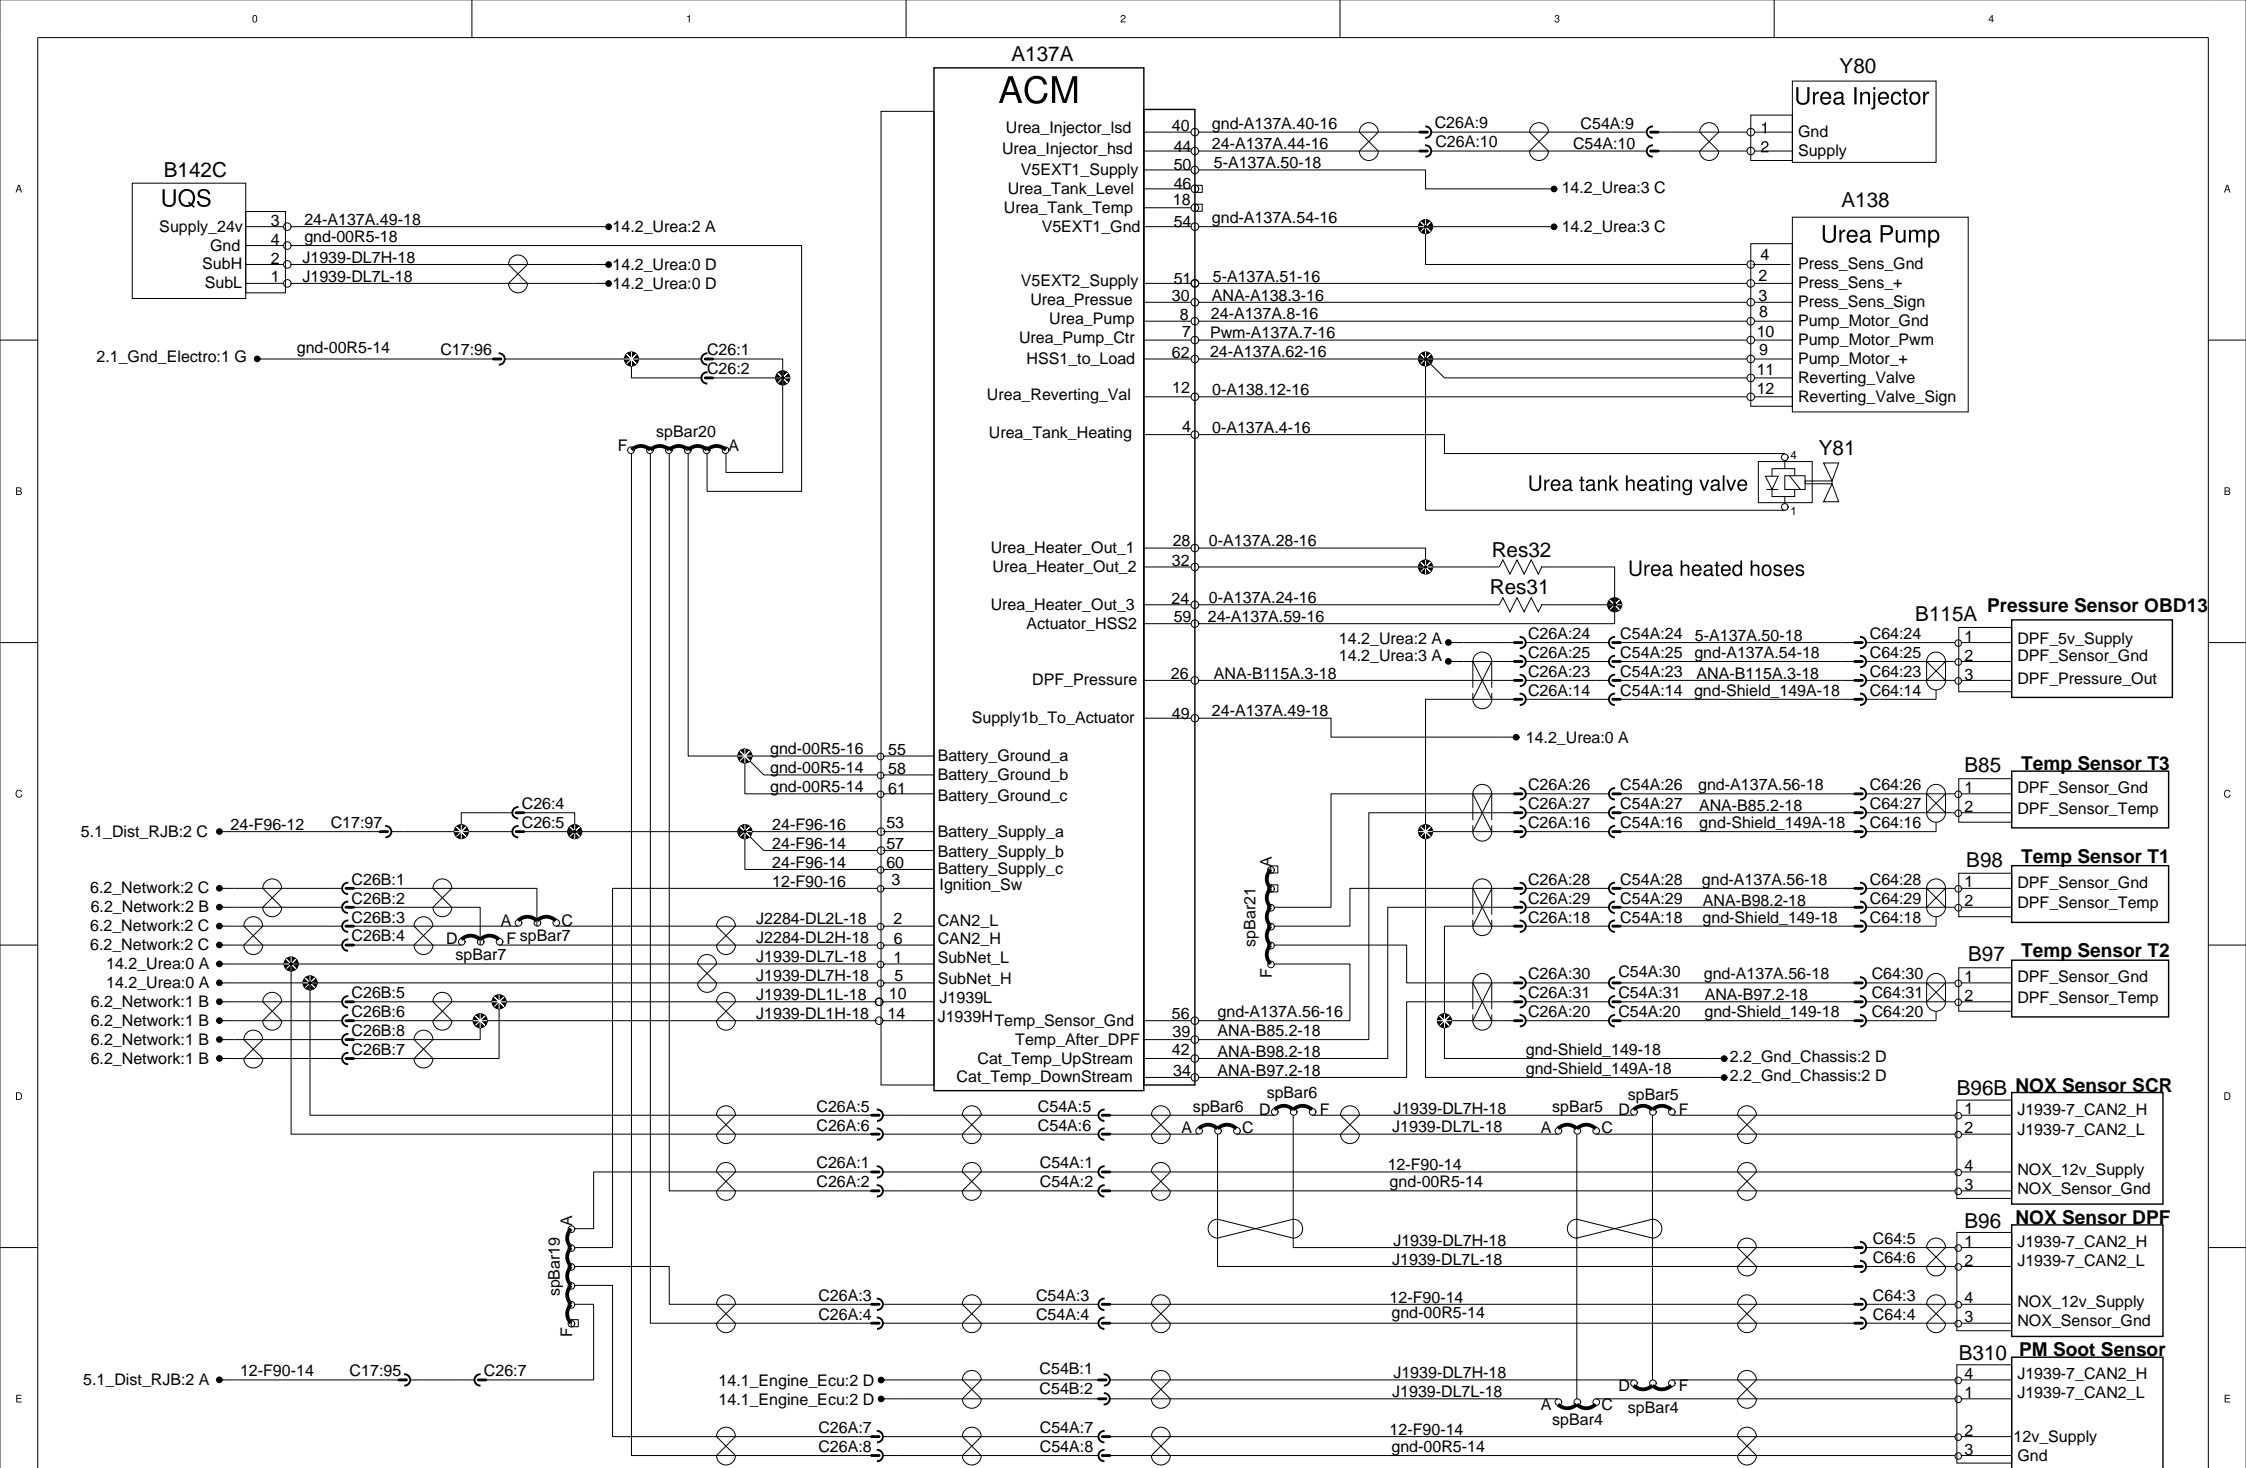 0 1 2 3 4
A137A
ACM
Y80
Urea Injector
Urea_Injector_lsd 40 gnd-A137A.40-16 C26A:9 C54A:9 1 Gnd
Urea_Injector_hsd 44 24-A137A.44-16 C26A:10 C54A:10 2 Supply
V5EXT1_Supply 50 5-A137A.50-18
A Urea_Tank_Level 46 14.2_Urea:3 C A
Urea_Tank_Temp 18
V5EXT1_Gnd 54 gnd-A137A.54-16 14.2_Urea:3 C
B142C
UQS
Supply_24v 3 24-A137A.49-18 14.2_Urea:2 A
Gnd 4 gnd-00R5-18
SubH 2 J1939-DL7H-18 14.2_Urea:0 D
SubL 1 J1939-DL7L-18 14.2_Urea:0 D
A138
Urea Pump
4 Press_Sens_Gnd
V5EXT2_Supply 51 5-A137A.51-16 2 Press_Sens_+
Urea_Pressue 30 ANA-A138.3-16 3 Press_Sens_Sign
Urea_Pump 8 24-A137A.8-16 8 Pump_Motor_Gnd
Urea_Pump_Ctr 7 Pwm-A137A.7-16 10 Pump_Motor_Pwm
HSS1_to_Load 62 24-A137A.62-16 9 Pump_Motor_+
11 Reverting_Valve
Urea_Reverting_Val 12 0-A138.12-16 12 Reverting_Valve_Sign
2.1_Gnd_Electro:1 G gnd-00R5-14 C17:96 C26:1
C26:2
F spBar20 A
Urea_Tank_Heating 4 0-A137A.4-16
Y81
4
B Urea tank heating valve B
1
Urea_Heater_Out_1 28 0-A137A.28-16
Urea_Heater_Out_2 32 Res32 Urea heated hoses
Res31
Urea_Heater_Out_3 24 0-A137A.24-16
Actuator_HSS2 59 24-A137A.59-16
B115A Pressure Sensor OBD13
14.2_Urea:2 A C26A:24 C54A:24 5-A137A.50-18 C64:24 1 DPF_5v_Supply
14.2_Urea:3 A C26A:25 C54A:25 gnd-A137A.54-18 C64:25 2 DPF_Sensor_Gnd
DPF_Pressure 26 ANA-B115A.3-18 C26A:23 C54A:23 ANA-B115A.3-18 C64:23 3 DPF_Pressure_Out
C26A:14 C54A:14 gnd-Shield_149A-18 C64:14
Supply1b_To_Actuator 49 24-A137A.49-18
14.2_Urea:0 A
gnd-00R5-16 55 Battery_Ground_a
gnd-00R5-14 58 Battery_Ground_b
gnd-00R5-14 61 Battery_Ground_c
B85 Temp Sensor T3
C C26A:26 C54A:26 gnd-A137A.56-18 C64:26 1 DPF_Sensor_Gnd C
C26A:27 C54A:27 ANA-B85.2-18 C64:27 2 DPF_Sensor_Temp
C26A:16 C54A:16 gnd-Shield_149A-18 C64:16
C26:4
5.1_Dist_RJB:2 C 24-F96-12 C17:97 C26:5 24-F96-16 53 Battery_Supply_a
24-F96-14 57 Battery_Supply_b
24-F96-14 60 Battery_Supply_c
12-F90-16 3 Ignition_Sw
A spBar21 F
B98 Temp Sensor T1
C26A:28 C54A:28 gnd-A137A.56-18 C64:28 1 DPF_Sensor_Gnd
C26A:29 C54A:29 ANA-B98.2-18 C64:29 2 DPF_Sensor_Temp
C26A:18 C54A:18 gnd-Shield_149-18 C64:18
6.2_Network:2 C C26B:1
6.2_Network:2 B C26B:2
6.2_Network:2 C C26B:3 A spBar7 C J2284-DL2L-18 2 CAN2_L
6.2_Network:2 C C26B:4 D spBar7 F J2284-DL2H-18 6 CAN2_H
14.2_Urea:0 A J1939-DL7L-18 1 SubNet_L
14.2_Urea:0 A J1939-DL7H-18 5 SubNet_H
6.2_Network:1 B C26B:5 J1939-DL1L-18 10 J1939L
6.2_Network:1 B C26B:6 J1939-DL1H-18 14 J1939H
6.2_Network:1 B C26B:8
6.2_Network:1 B C26B:7
B97 Temp Sensor T2
C26A:30 C54A:30 gnd-A137A.56-18 C64:30 1 DPF_Sensor_Gnd
C26A:31 C54A:31 ANA-B97.2-18 C64:31 2 DPF_Sensor_Temp
C26A:20 C54A:20 gnd-Shield_149-18 C64:20
Temp_Sensor_Gnd 56 gnd-A137A.56-16
Temp_After_DPF 39 ANA-B85.2-18
Cat_Temp_UpStream 42 ANA-B98.2-18 gnd-Shield_149-18 2.2_Gnd_Chassis:2 D
Cat_Temp_DownStream 34 ANA-B97.2-18 gnd-Shield_149A-18 2.2_Gnd_Chassis:2 D
D D
B96B NOX Sensor SCR
C26A:5 C54A:5 spBar6 D spBar6 F J1939-DL7H-18 spBar5 D spBar5 F 1 J1939-7_CAN2_H
C26A:6 C54A:6 A C J1939-DL7L-18 A C 2 J1939-7_CAN2_L
C26A:1 C54A:1 12-F90-14 4 NOX_12v_Supply
C26A:2 C54A:2 gnd-00R5-14 3 NOX_Sensor_Gnd
A spBar19 F
B96 NOX Sensor DPF
J1939-DL7H-18 C64:5 1 J1939-7_CAN2_H
J1939-DL7L-18 C64:6 2 J1939-7_CAN2_L
C26A:3 C54A:3 12-F90-14 C64:3 4 NOX_12v_Supply
C26A:4 C54A:4 gnd-00R5-14 C64:4 3 NOX_Sensor_Gnd
B310 PM Soot Sensor
5.1_Dist_RJB:2 A 12-F90-14 C17:95 C26:7 14.1_Engine_Ecu:2 D C54B:1 J1939-DL7H-18 D F 4 J1939-7_CAN2_H
E 14.1_Engine_Ecu:2 D C54B:2 J1939-DL7L-18 A C spBar4 1 J1939-7_CAN2_L E
spBar4
C26A:7 C54A:7 12-F90-14 2 12v_Supply
C26A:8 C54A:8 gnd-00R5-14 3 Gnd